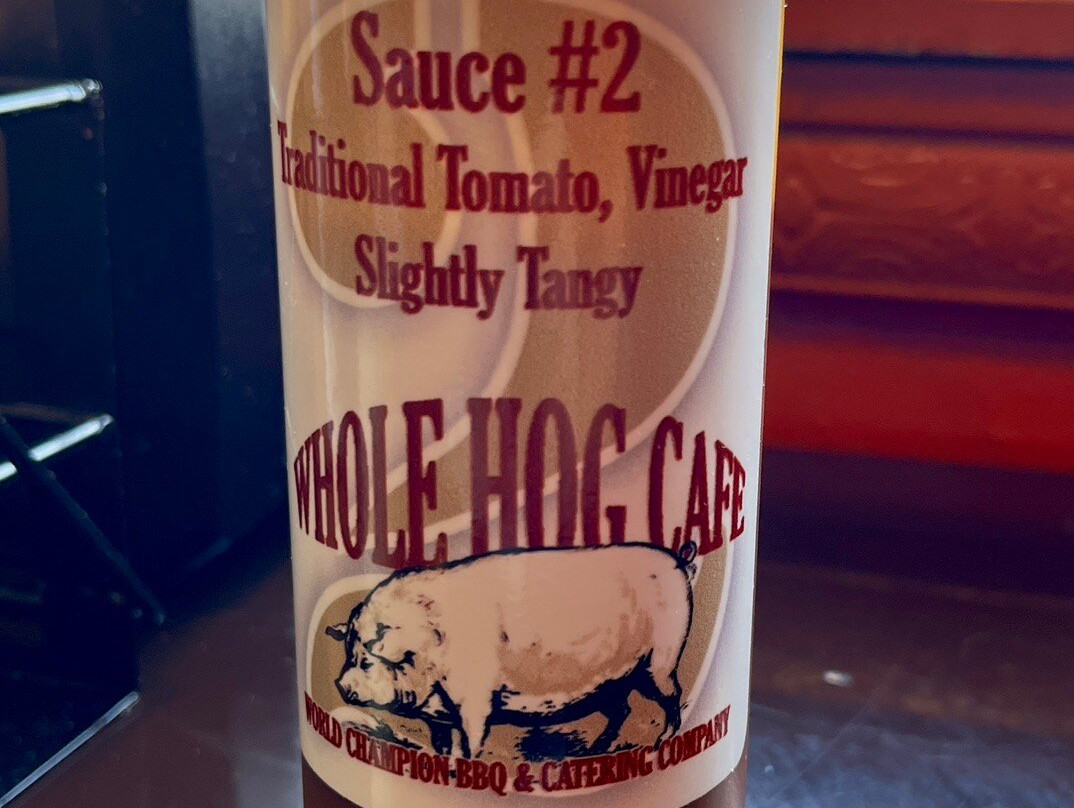 Sauce #2
Traditional Tomato, Vinegar
Slightly Tangy
WHOLE HOG CAFE
WORLD CHAMPION BBQ & CATERING COMPANY